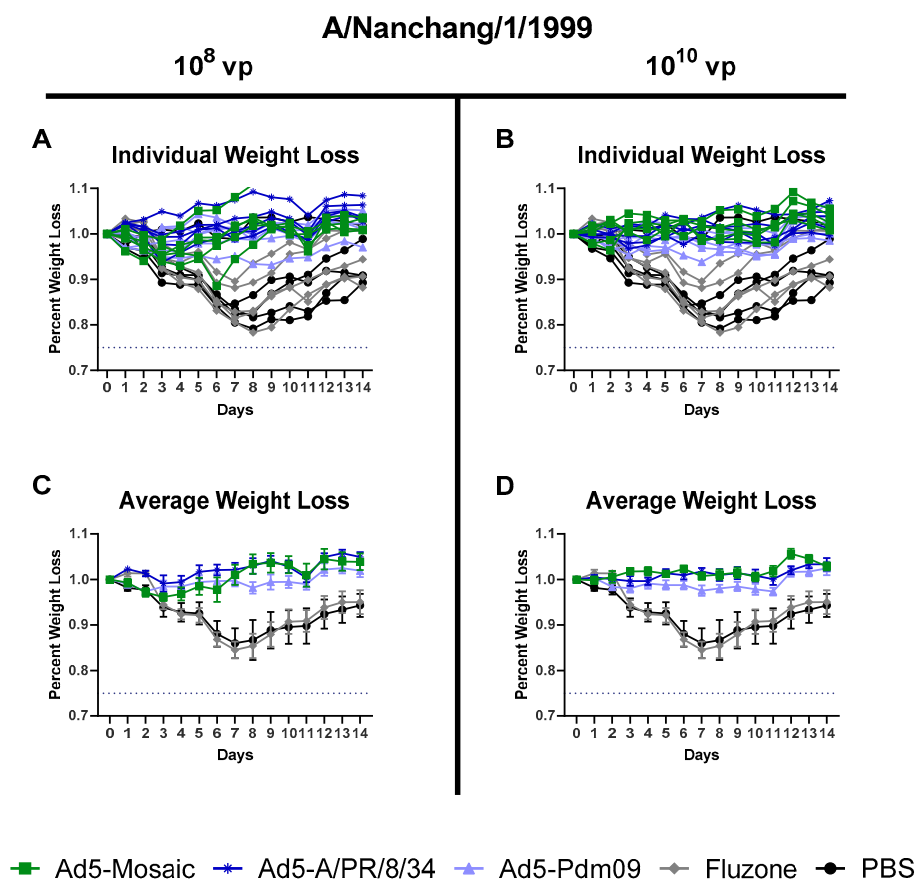 A/Nanchang/1/1999
10^8 vp
10^10 vp
A
Individual Weight Loss
Percent Weight Loss
1.1
1.0
0.9
0.8
0.7
0 1 2 3 4 5 6 7 8 9 10 11 12 13 14
Days
B
Individual Weight Loss
Percent Weight Loss
1.1
1.0
0.9
0.8
0.7
0 1 2 3 4 5 6 7 8 9 10 11 12 13 14
Days
C
Average Weight Loss
Percent Weight Loss
1.1
1.0
0.9
0.8
0.7
0 1 2 3 4 5 6 7 8 9 10 11 12 13 14
Days
D
Average Weight Loss
Percent Weight Loss
1.1
1.0
0.9
0.8
0.7
0 1 2 3 4 5 6 7 8 9 10 11 12 13 14
Days
Ad5-Mosaic Ad5-A/PR/8/34 Ad5-Pdm09 Fluzone PBS